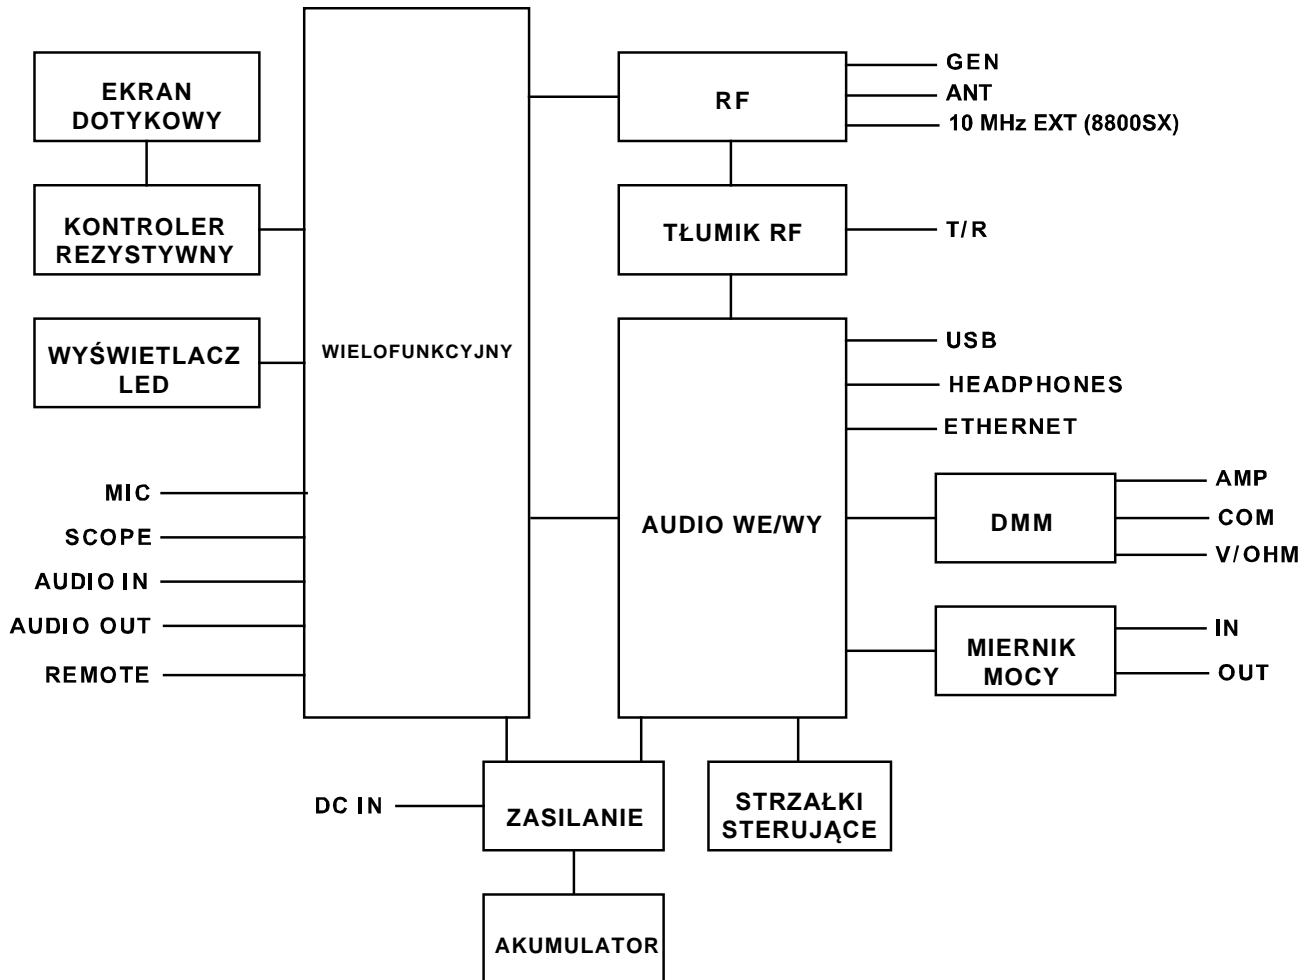 EKRAN
DOTYKOWY
KONTROLER
REZYSTYWNY
WYŚWIETLACZ
LED
MIC
SCOPE
AUDIO IN
AUDIO OUT
REMOTE
WIELOFUNKCYJNY
RF
GEN
ANT
10 MHz EXT (8800SX)
TŁUMIK RF
T/R
AUDIO WE/WY
USB
HEADPHONES
ETHERNET
DMM
AMP
COM
V/OHM
MIERNIK
MOCY
IN
OUT
DC IN
ZASILANIE
STRZAŁKI
STERUJĄCE
AKUMULATOR